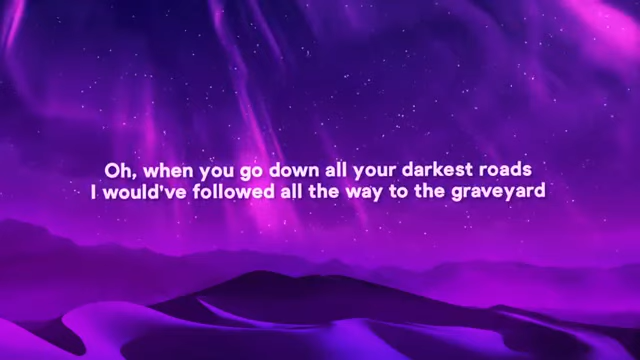 Oh, when you go down all your darkest roads
I would've followed all the way to the graveyard